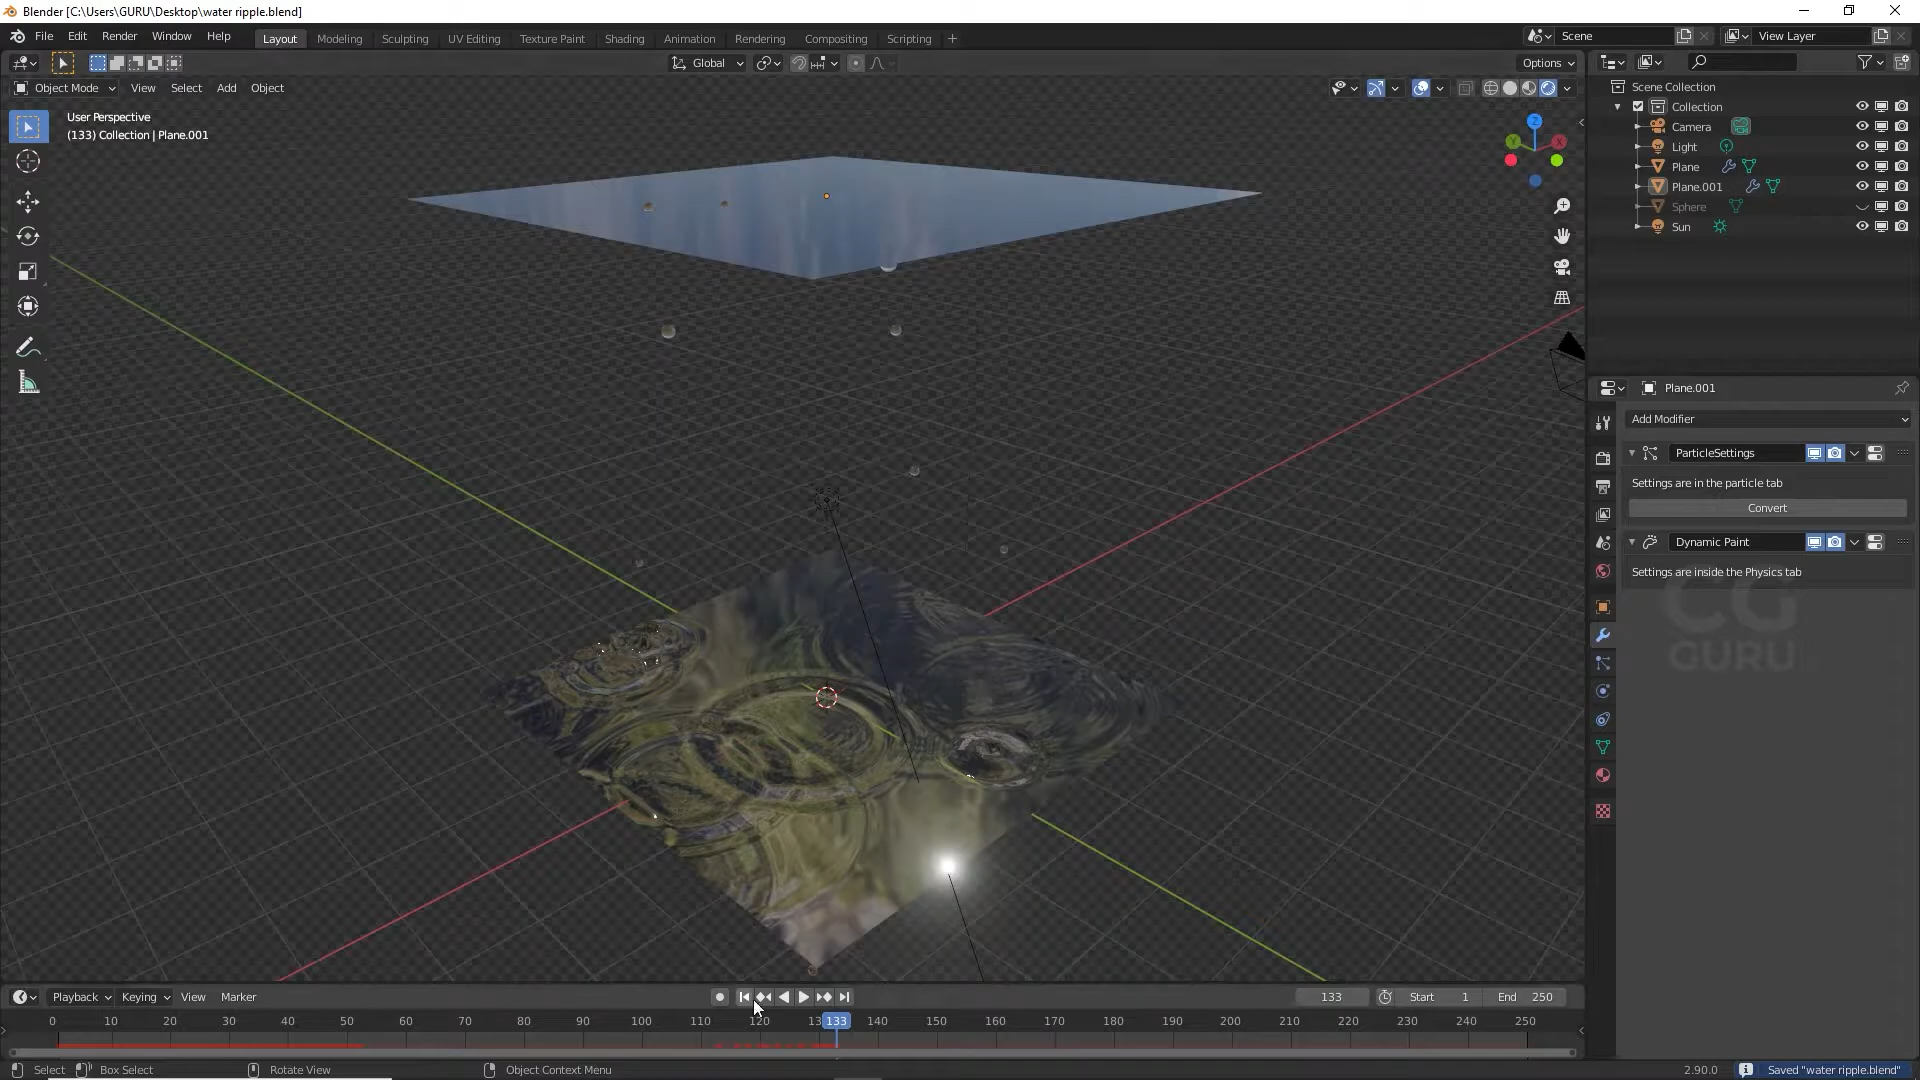 Blender [C:\Users\GURU\Desktop\water ripple.blend]
File Edit Render Window Help
Layout Modeling Sculpting UV Editing Texture Paint Shading Animation Rendering Compositing Scripting +
Scene
View Layer
Global
Options
Object Mode View Select Add Object
User Perspective
(133) Collection | Plane.001
Z
Y
X
Scene Collection
Collection
Camera
Light
Plane
Plane.001
Sphere
Sun
Plane.001
Add Modifier
ParticleSettings
Settings are in the particle tab
Convert
Dynamic Paint
Settings are inside the Physics tab
CG
GURU
Playback Keying View Marker
133
Start 1
End 250
0 10 20 30 40 50 60 70 80 90 100 110 120 13 133 140 150 160 170 180 190 200 210 220 230 240 250
Select Box Select Rotate View Object Context Menu
2.90.0
Saved "water ripple.blend"